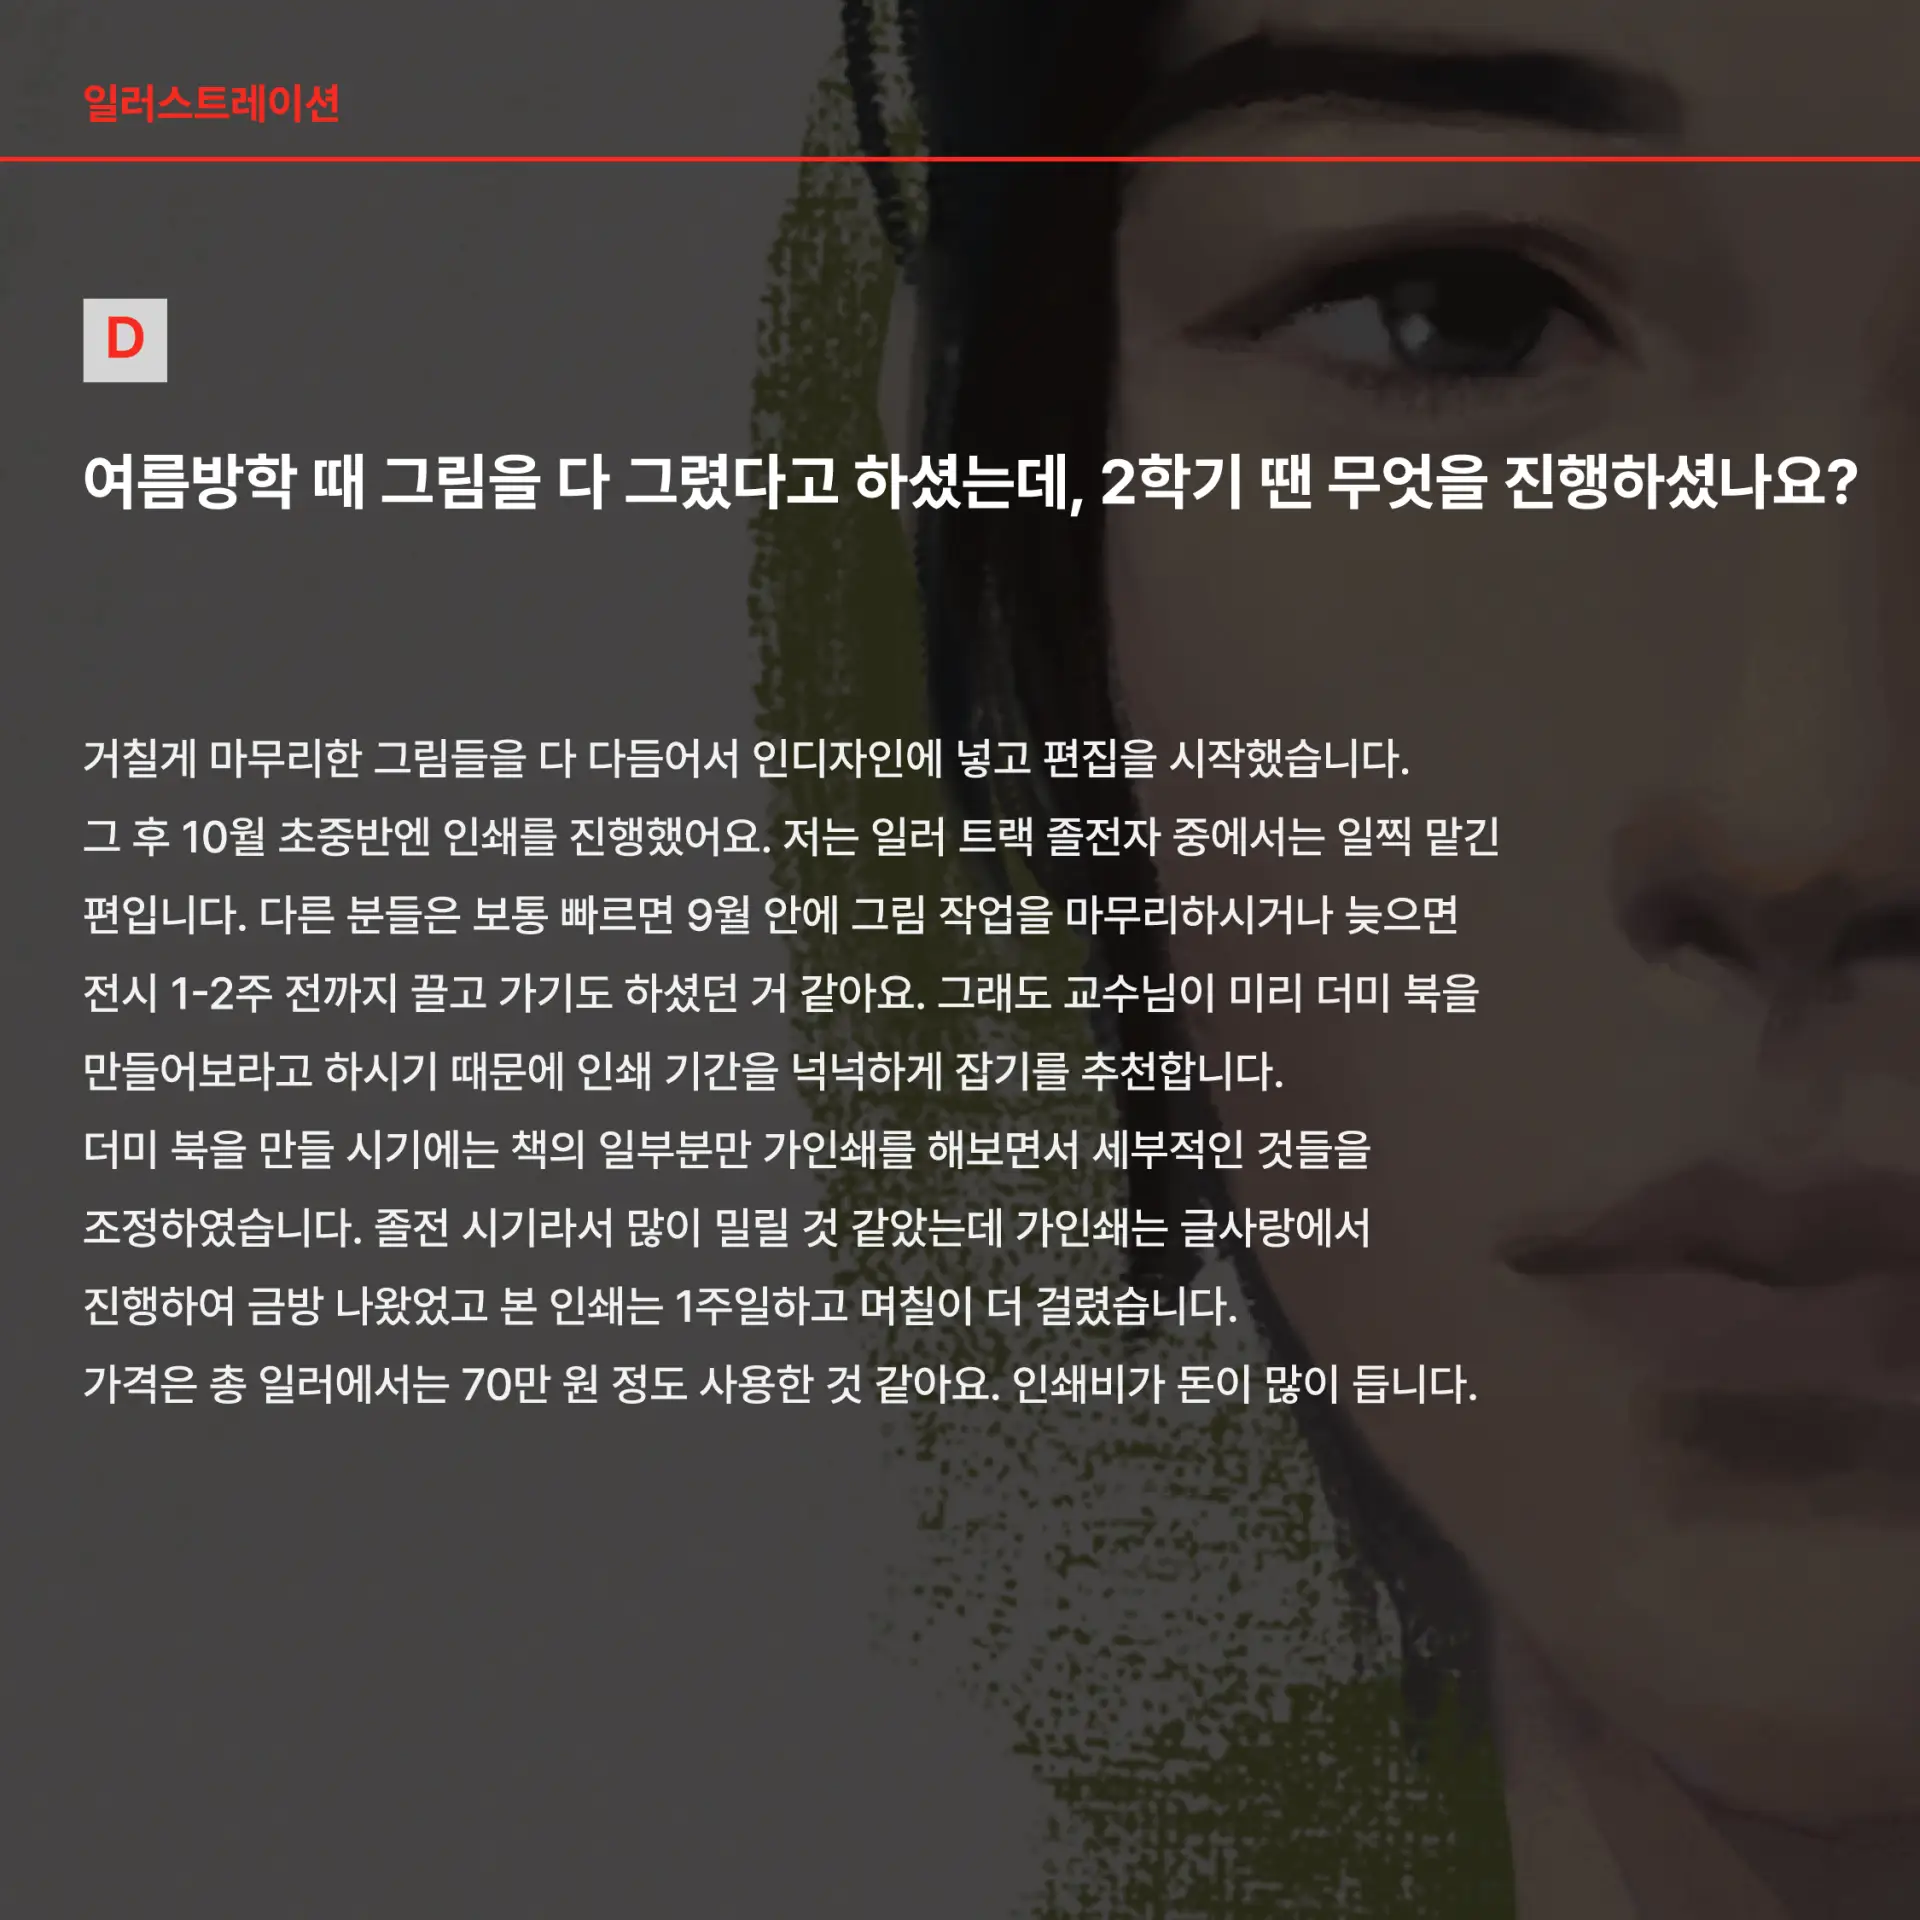 일러스트레이션
D
여름방학 때 그림을 다 그렸다고 하셨는데, 2학기 땐 무엇을 진행하셨나요?
거칠게 마무리한 그림들을 다 다듬어서 인디자인에 넣고 편집을 시작했습니다.
그 후 10월 초중반엔 인쇄를 진행했어요. 저는 일러 트랙 졸전자 중에서는 일찍 맡긴
편입니다. 다른 분들은 보통 빠르면 9월 안에 그림 작업을 마무리하시거나 늦으면
전시 1-2주 전까지 끌고 가기도 하셨던 거 같아요. 그래도 교수님이 미리 더미 북을
만들어보라고 하시기 때문에 인쇄 기간을 넉넉하게 잡기를 추천합니다.
더미 북을 만들 시기에는 책의 일부분만 가인쇄를 해보면서 세부적인 것들을
조정하였습니다. 졸전 시기라서 많이 밀릴 것 같았는데 가인쇄는 글사랑에서
진행하여 금방 나왔었고 본 인쇄는 1주일하고 며칠이 더 걸렸습니다.
가격은 총 일러에서는 70만 원 정도 사용한 것 같아요. 인쇄비가 돈이 많이 듭니다.